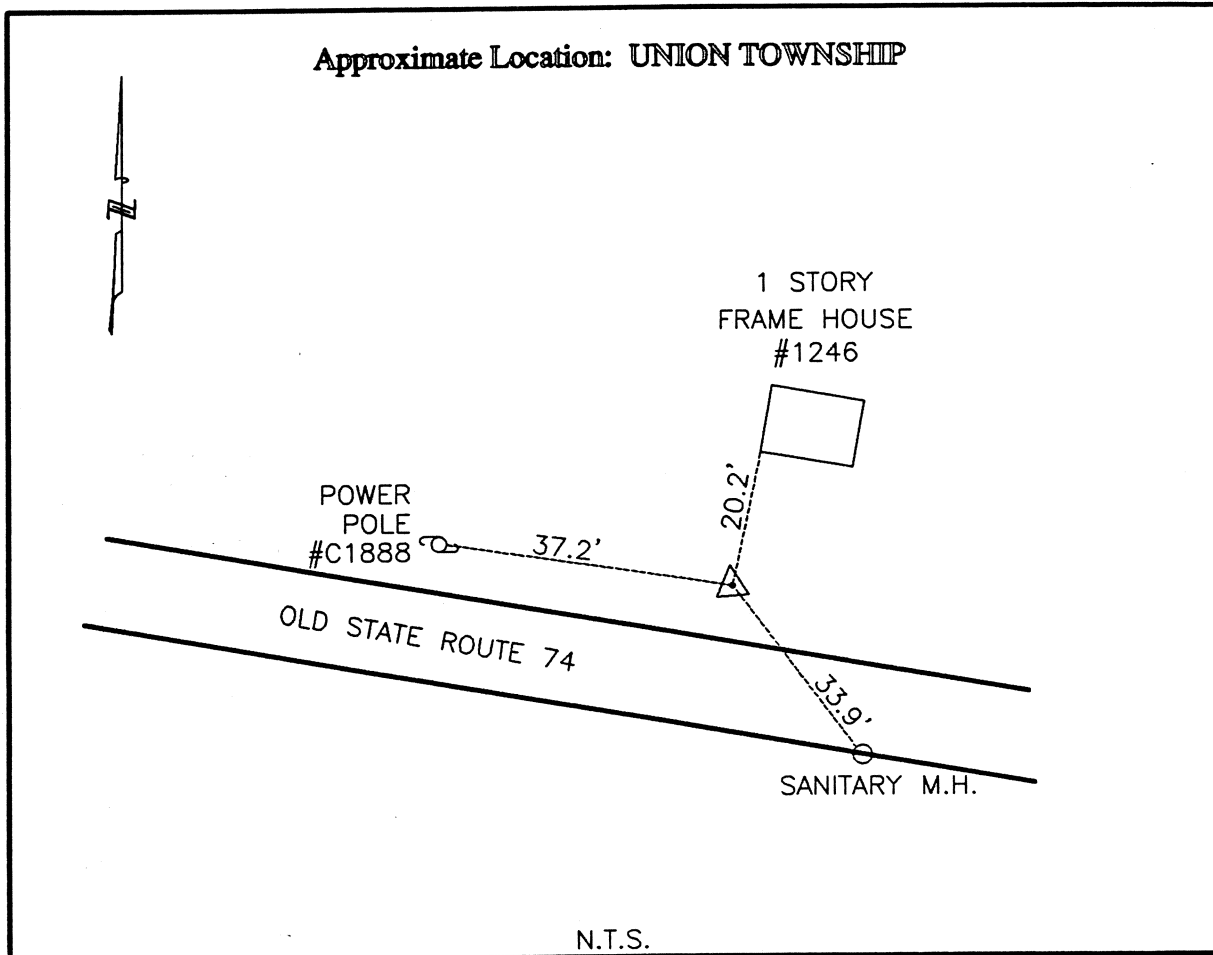 Approximate Location: UNION TOWNSHIP
N
1 STORY
FRAME HOUSE
#1246
20.2'
POWER
POLE
#C1888
37.2'
OLD STATE ROUTE 74
33.9'
SANITARY M.H.
N.T.S.